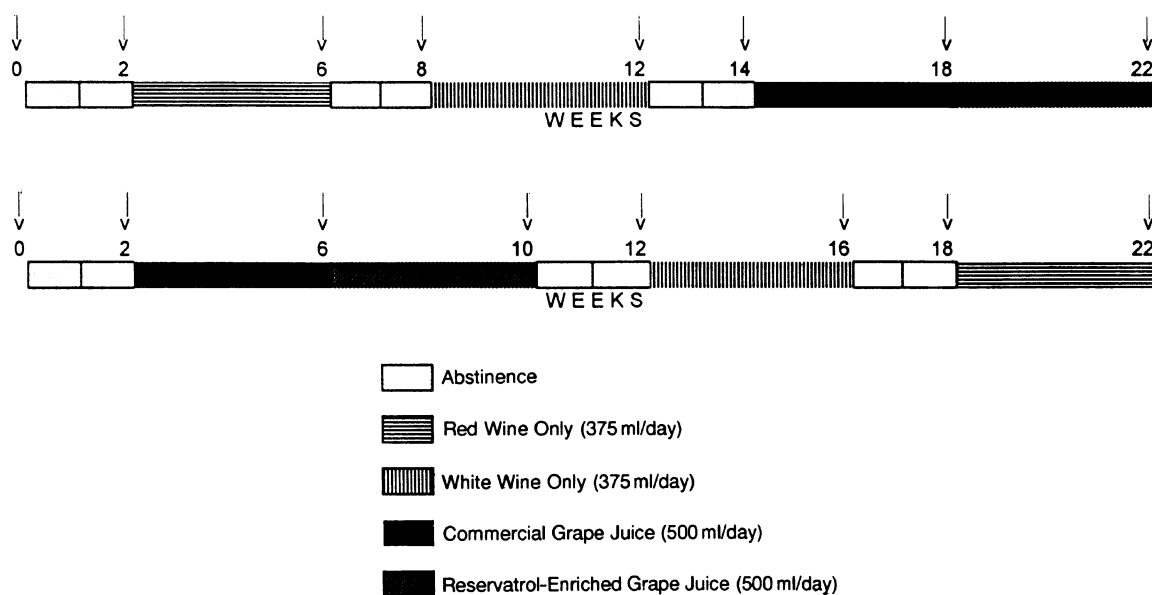 0 2 6 8 12 14 18 22
WEEKS
0 2 6 10 12 16 18 22
WEEKS
Abstinence
Red Wine Only (375 ml/day)
White Wine Only (375 ml/day)
Commercial Grape Juice (500 ml/day)
Reservatrol-Enriched Grape Juice (500 ml/day)